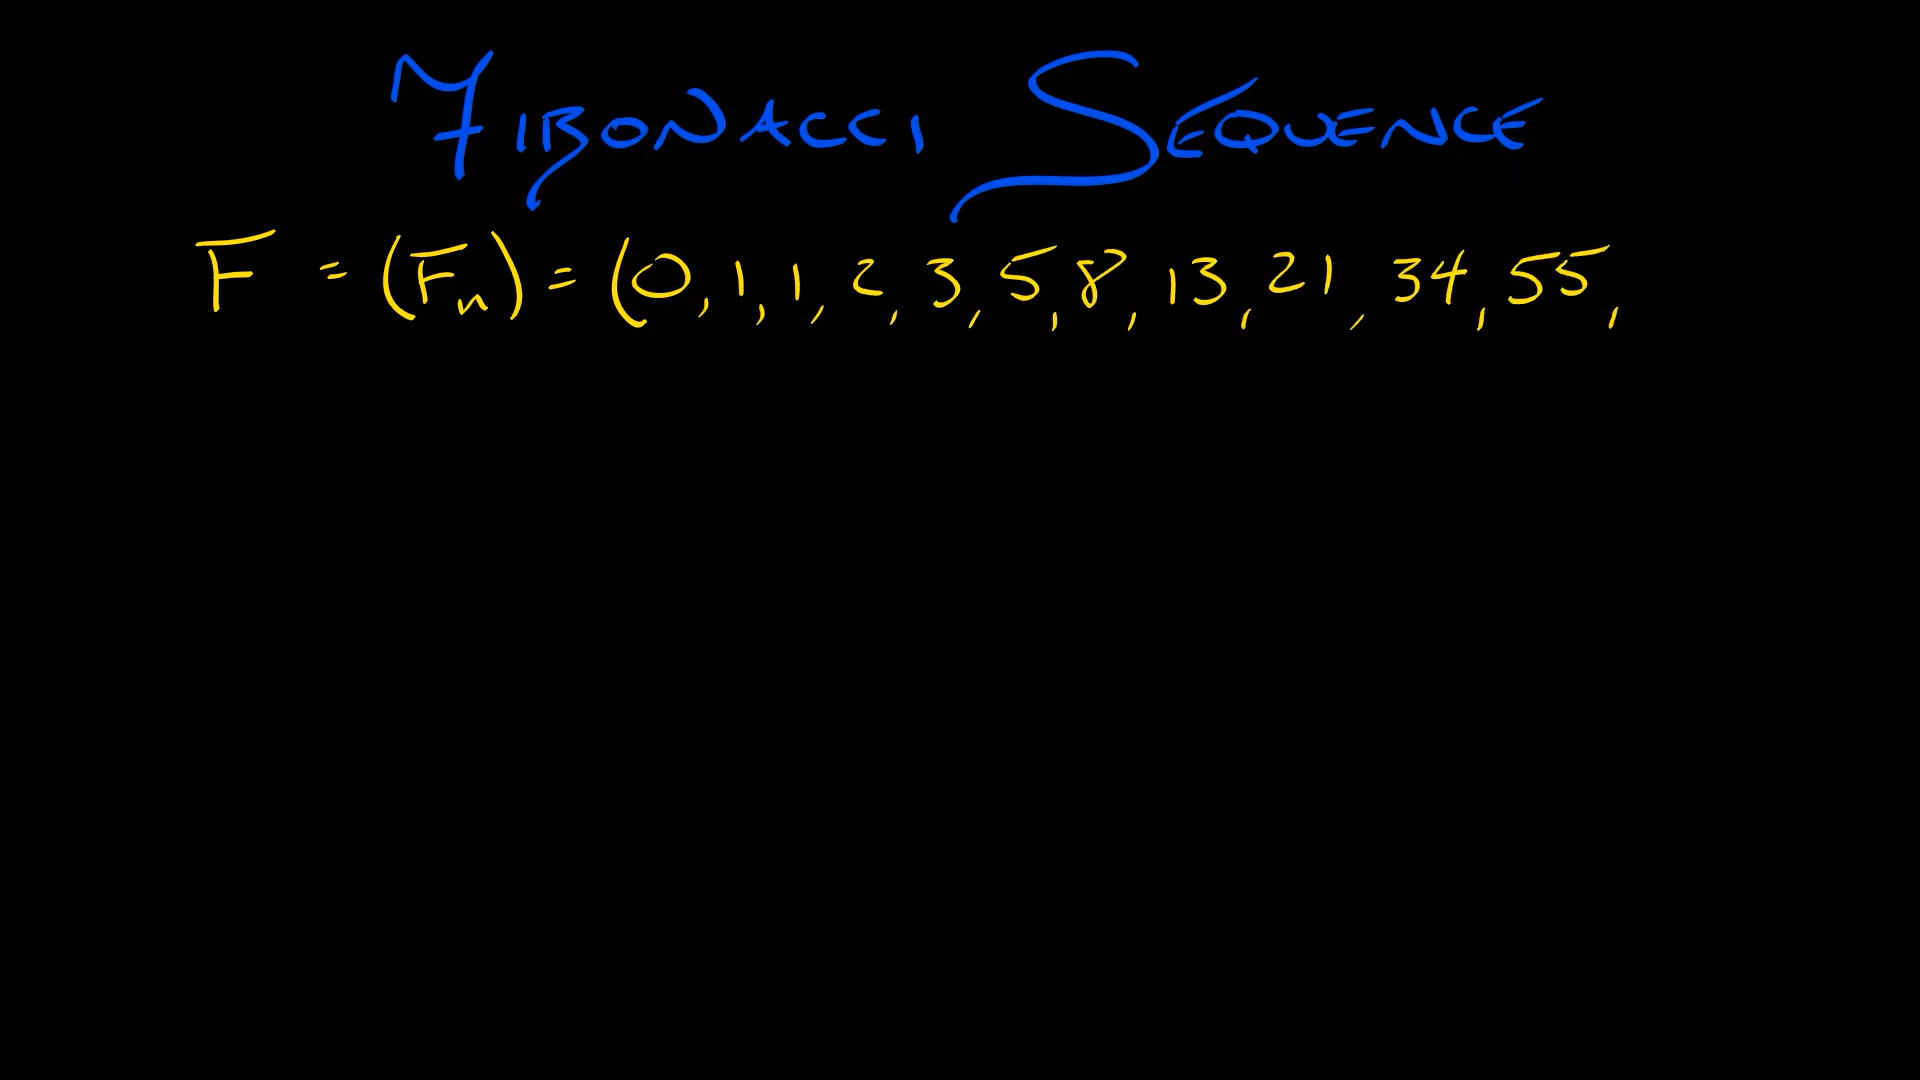 FIBONACCI SEQUENCE
F = (Fₙ) = (0, 1, 1, 2, 3, 5, 8, 13, 21, 34, 55,